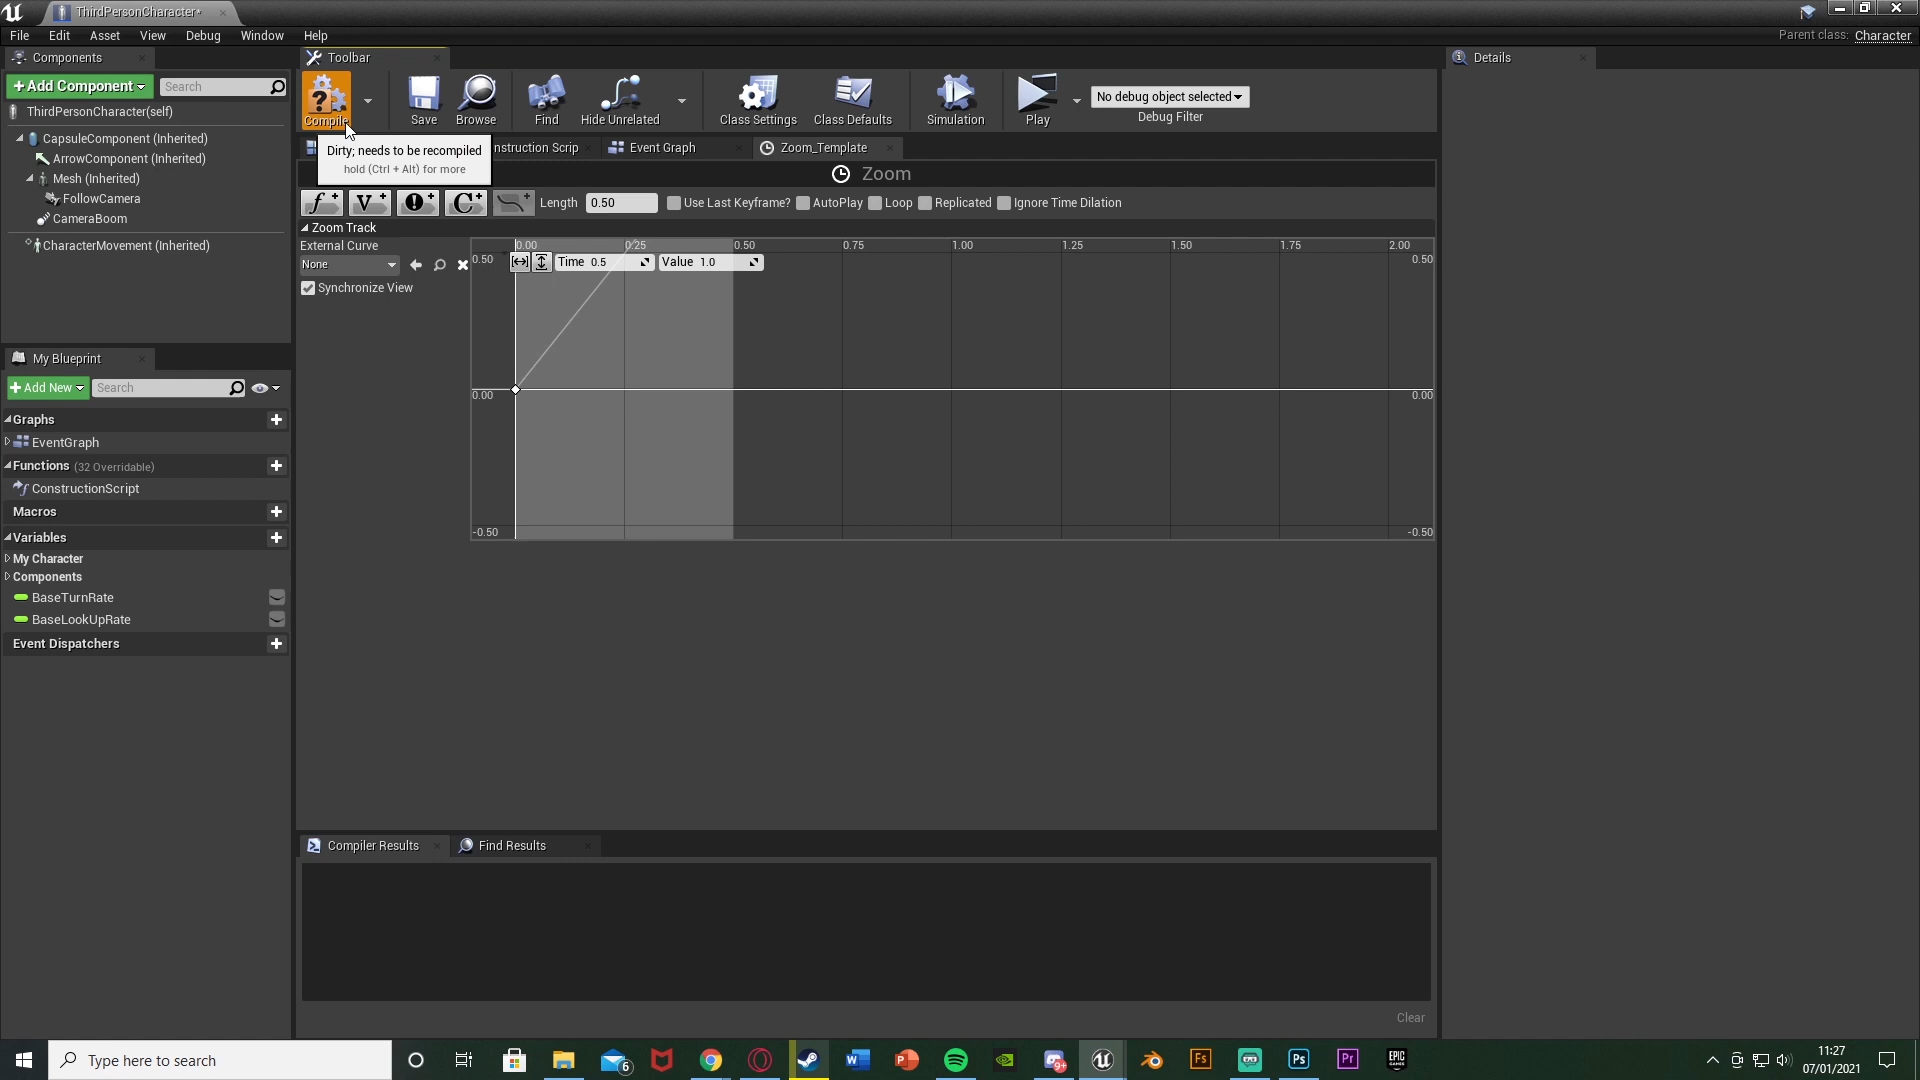 ThirdPersonCharacter*
File Edit Asset View Debug Window Help
Parent class: Character
Components
Toolbar
Details
+Add Component
Search
ThirdPersonCharacter(self)
CapsuleComponent (Inherited)
ArrowComponent (Inherited)
Mesh (Inherited)
FollowCamera
CameraBoom
CharacterMovement (Inherited)
Compile
Save
Browse
Find
Hide Unrelated
Class Settings
Class Defaults
Simulation
Play
No debug object selected
Debug Filter
Dirty; needs to be recompiled
hold (Ctrl + Alt) for more
nstruction Scrip
Event Graph
Zoom_Template
Zoom
f+ V+ !+ C+ Length 0.50 Use Last Keyframe? AutoPlay Loop Replicated Ignore Time Dilation
Zoom Track
External Curve
None
Synchronize View
0.00 0.25 0.50 0.75 1.00 1.25 1.50 1.75 2.00
0.50 Time 0.5 Value 1.0 0.50
0.00 0.00
-0.50 -0.50
My Blueprint
+Add New
Search
Graphs
EventGraph
Functions (32 Overridable)
ConstructionScript
Macros
Variables
My Character
Components
BaseTurnRate
BaseLookUpRate
Event Dispatchers
Compiler Results
Find Results
Clear
Type here to search
6
W
P
9+
Fs
Ps
Pr
EPIC
GAMES
11:27
07/01/2021